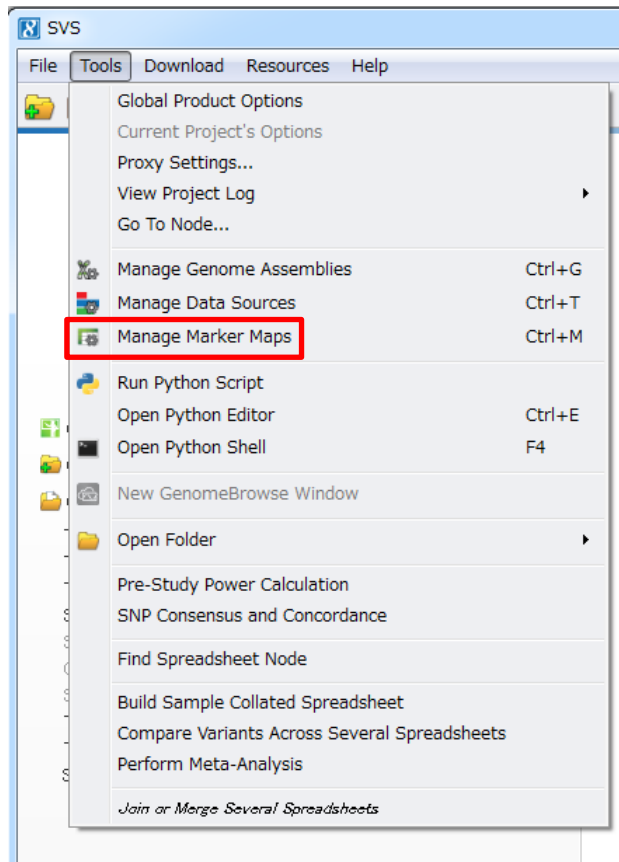 SVS
File Tools Download Resources Help
Global Product Options
Current Project's Options
Proxy Settings...
View Project Log
Go To Node...
Manage Genome Assemblies Ctrl+G
Manage Data Sources Ctrl+T
Manage Marker Maps Ctrl+M
Run Python Script
Open Python Editor Ctrl+E
Open Python Shell F4
New GenomeBrowse Window
Open Folder
Pre-Study Power Calculation
SNP Consensus and Concordance
Find Spreadsheet Node
Build Sample Collated Spreadsheet
Compare Variants Across Several Spreadsheets
Perform Meta-Analysis
Join or Merge Several Spreadsheets